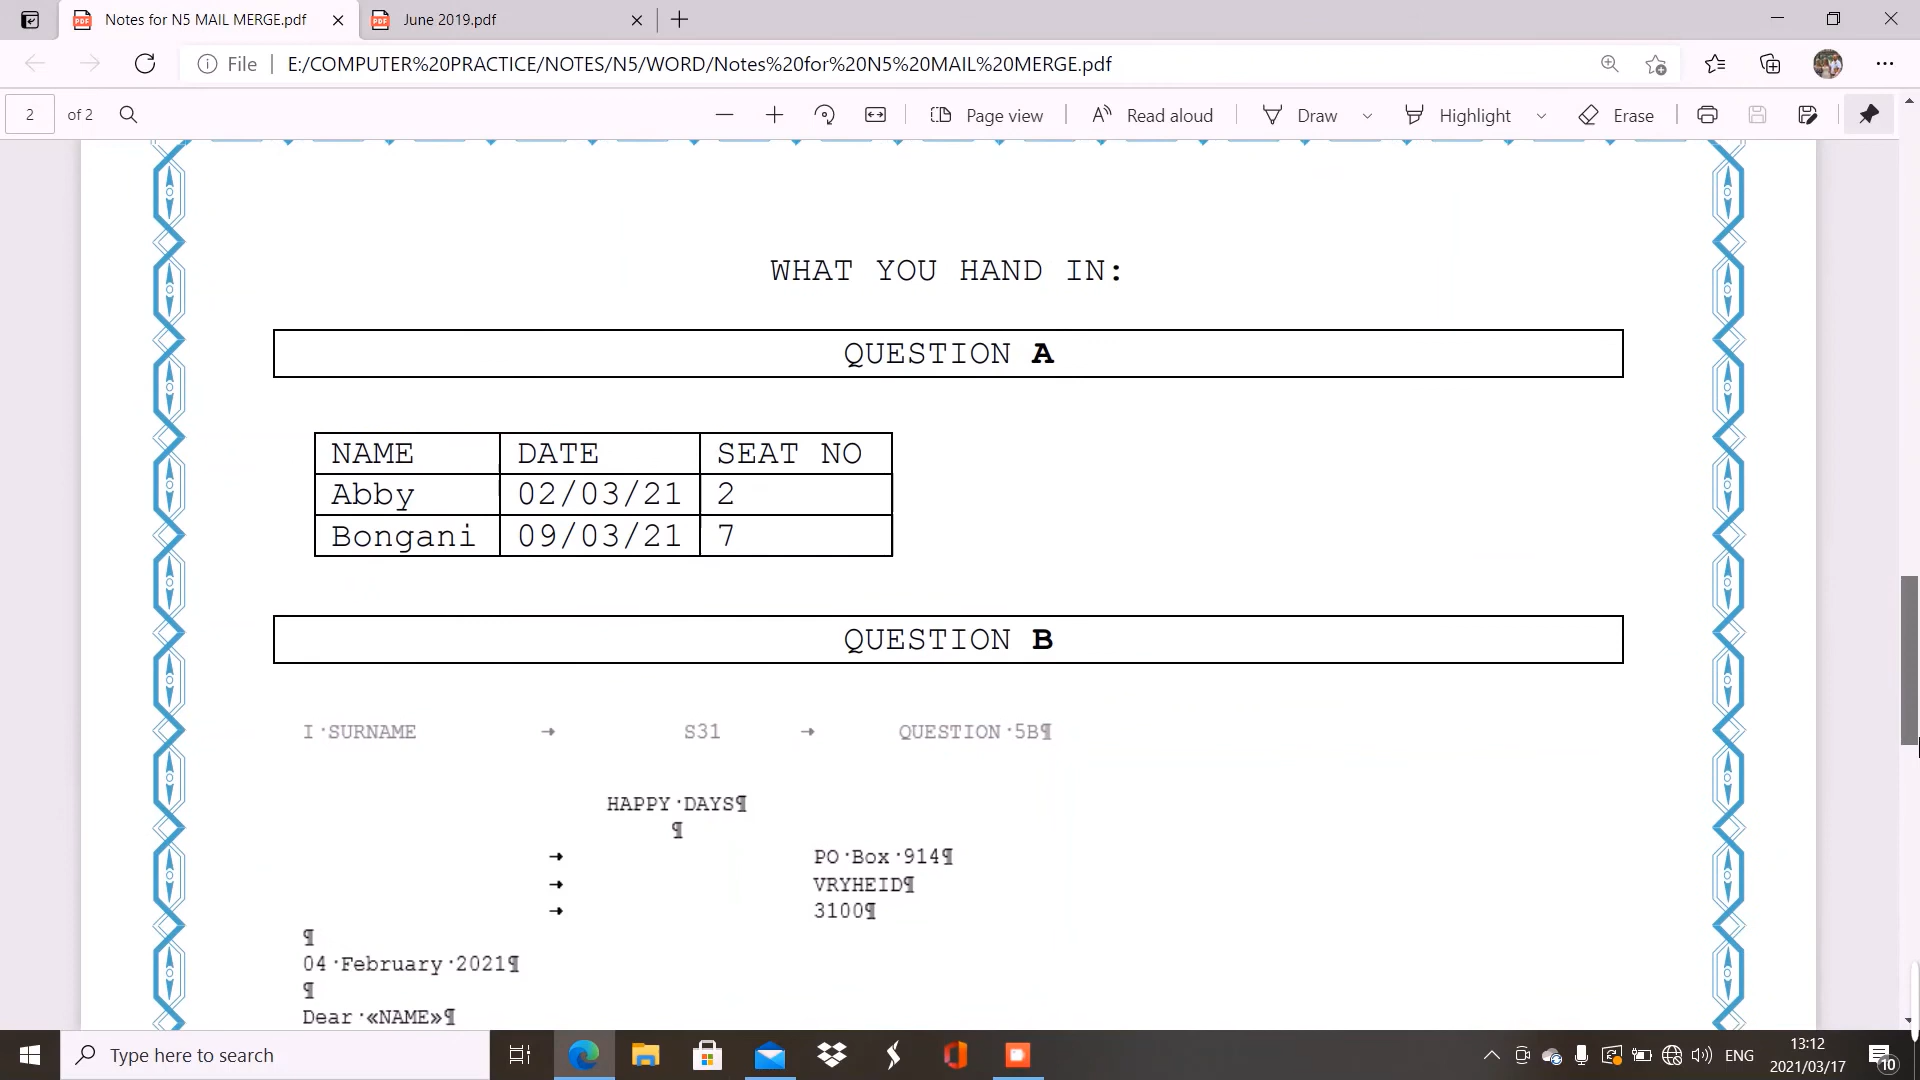 Notes for N5 MAIL MERGE.pdf
June 2019.pdf
File
E:/COMPUTER%20PRACTICE/NOTES/N5/WORD/Notes%20for%20N5%20MAIL%20MERGE.pdf
2 of 2
Page view
Read aloud
Draw
Highlight
Erase
WHAT YOU HAND IN:
QUESTION A
NAME DATE SEAT NO
Abby 02/03/21 2
Bongani 09/03/21 7
QUESTION B
I·SURNAME → S31 → QUESTION·5B¶
HAPPY·DAYS¶
¶
→ PO·Box·914¶
→ VRYHEID¶
→ 3100¶
¶
04·February·2021¶
¶
Dear·«NAME»¶
Type here to search
ENG
13:12
2021/03/17
10